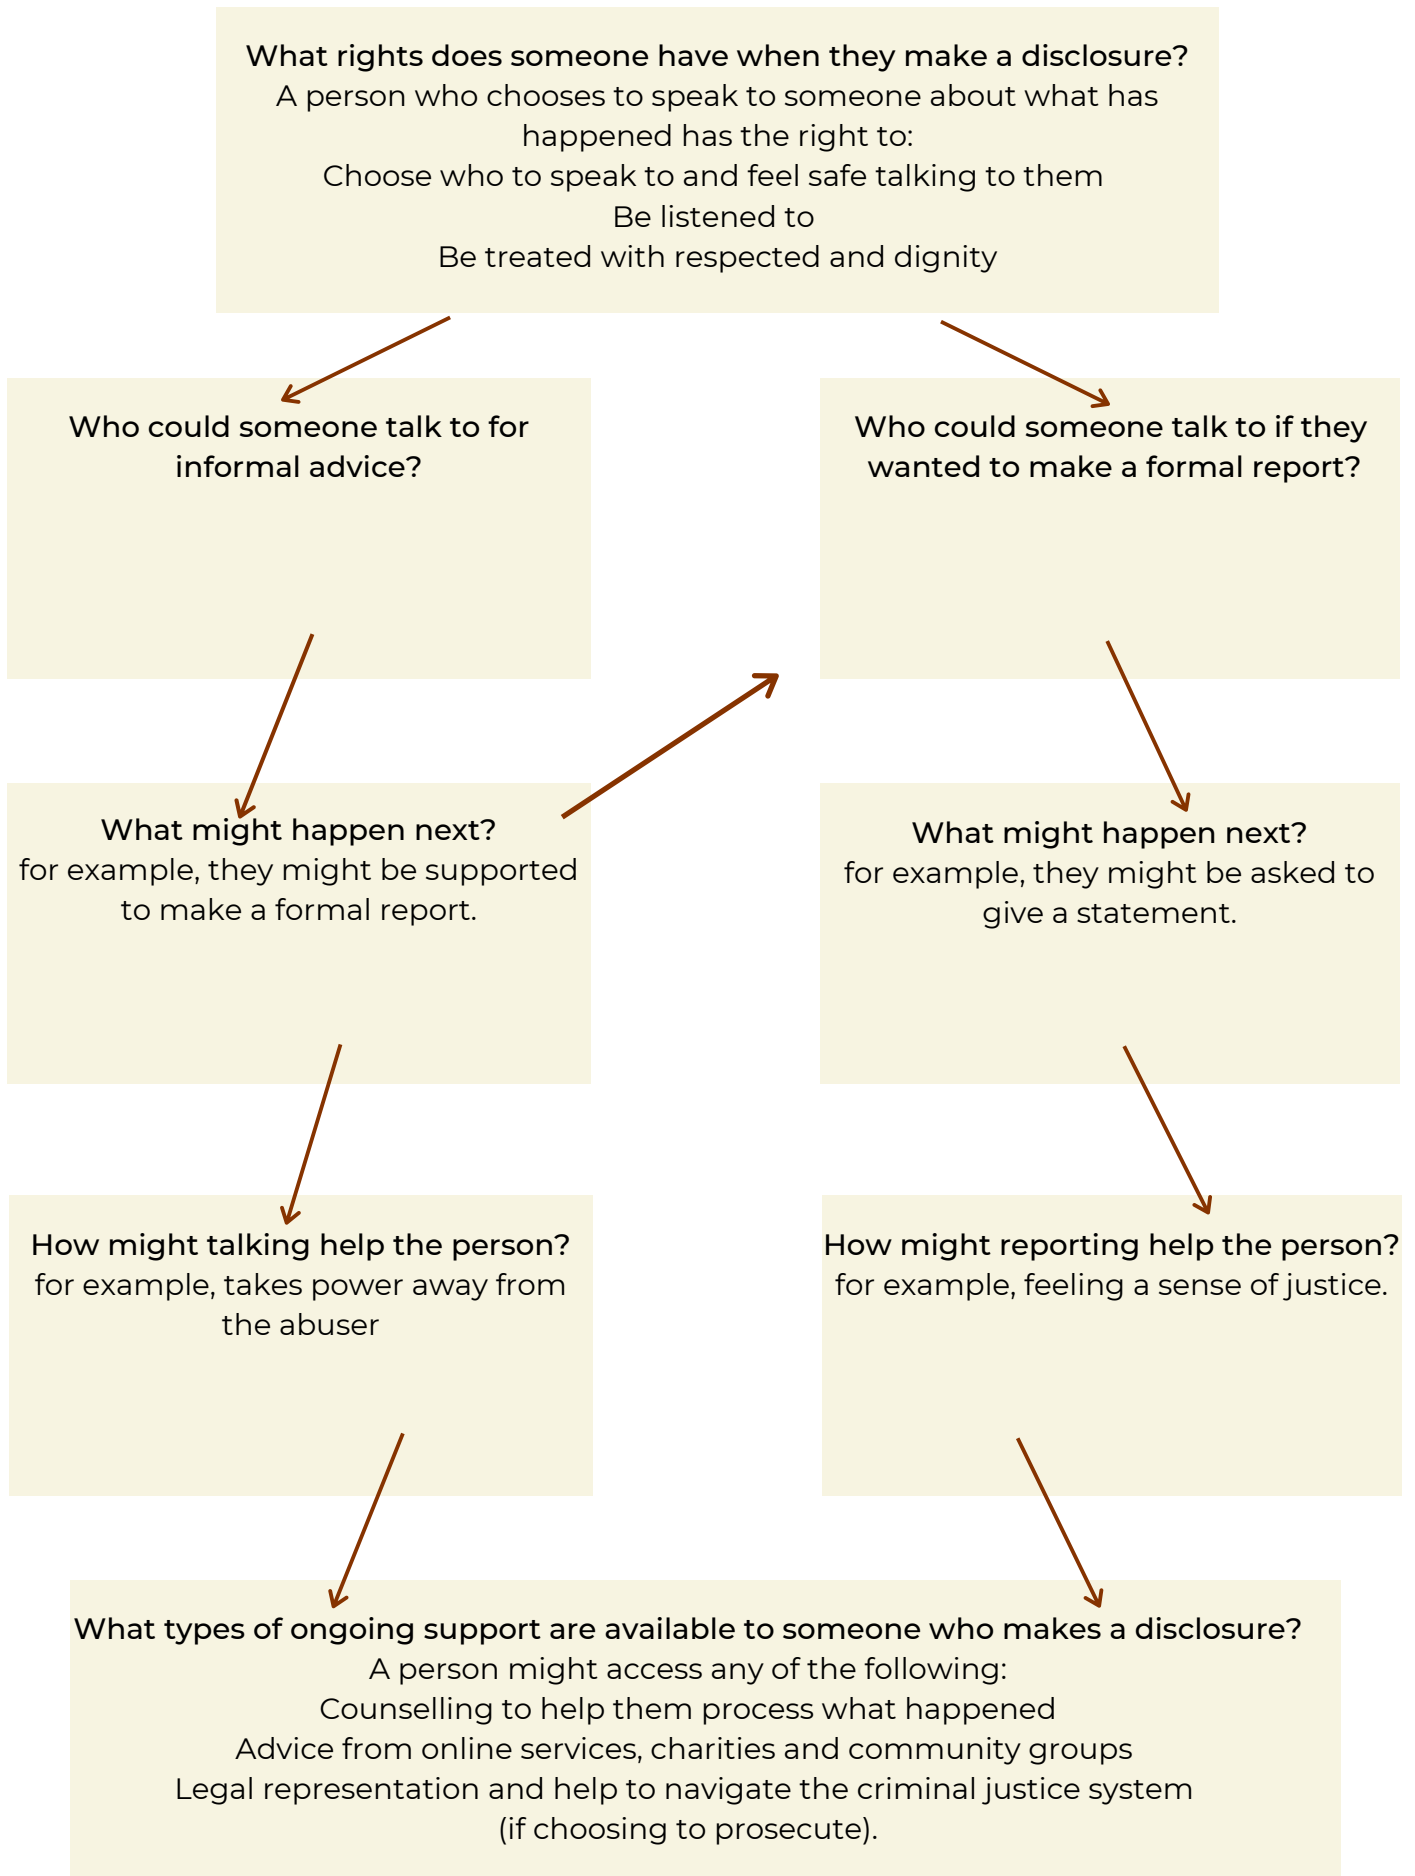 What rights does someone have when they make a disclosure?
A person who chooses to speak to someone about what has
happened has the right to:
Choose who to speak to and feel safe talking to them
Be listened to
Be treated with respected and dignity
Who could someone talk to for
informal advice?
Who could someone talk to if they
wanted to make a formal report?
What might happen next?
for example, they might be supported
to make a formal report.
What might happen next?
for example, they might be asked to
give a statement.
How might talking help the person?
for example, takes power away from
the abuser
How might reporting help the person?
for example, feeling a sense of justice.
What types of ongoing support are available to someone who makes a disclosure?
A person might access any of the following:
Counselling to help them process what happened
Advice from online services, charities and community groups
Legal representation and help to navigate the criminal justice system
(if choosing to prosecute).